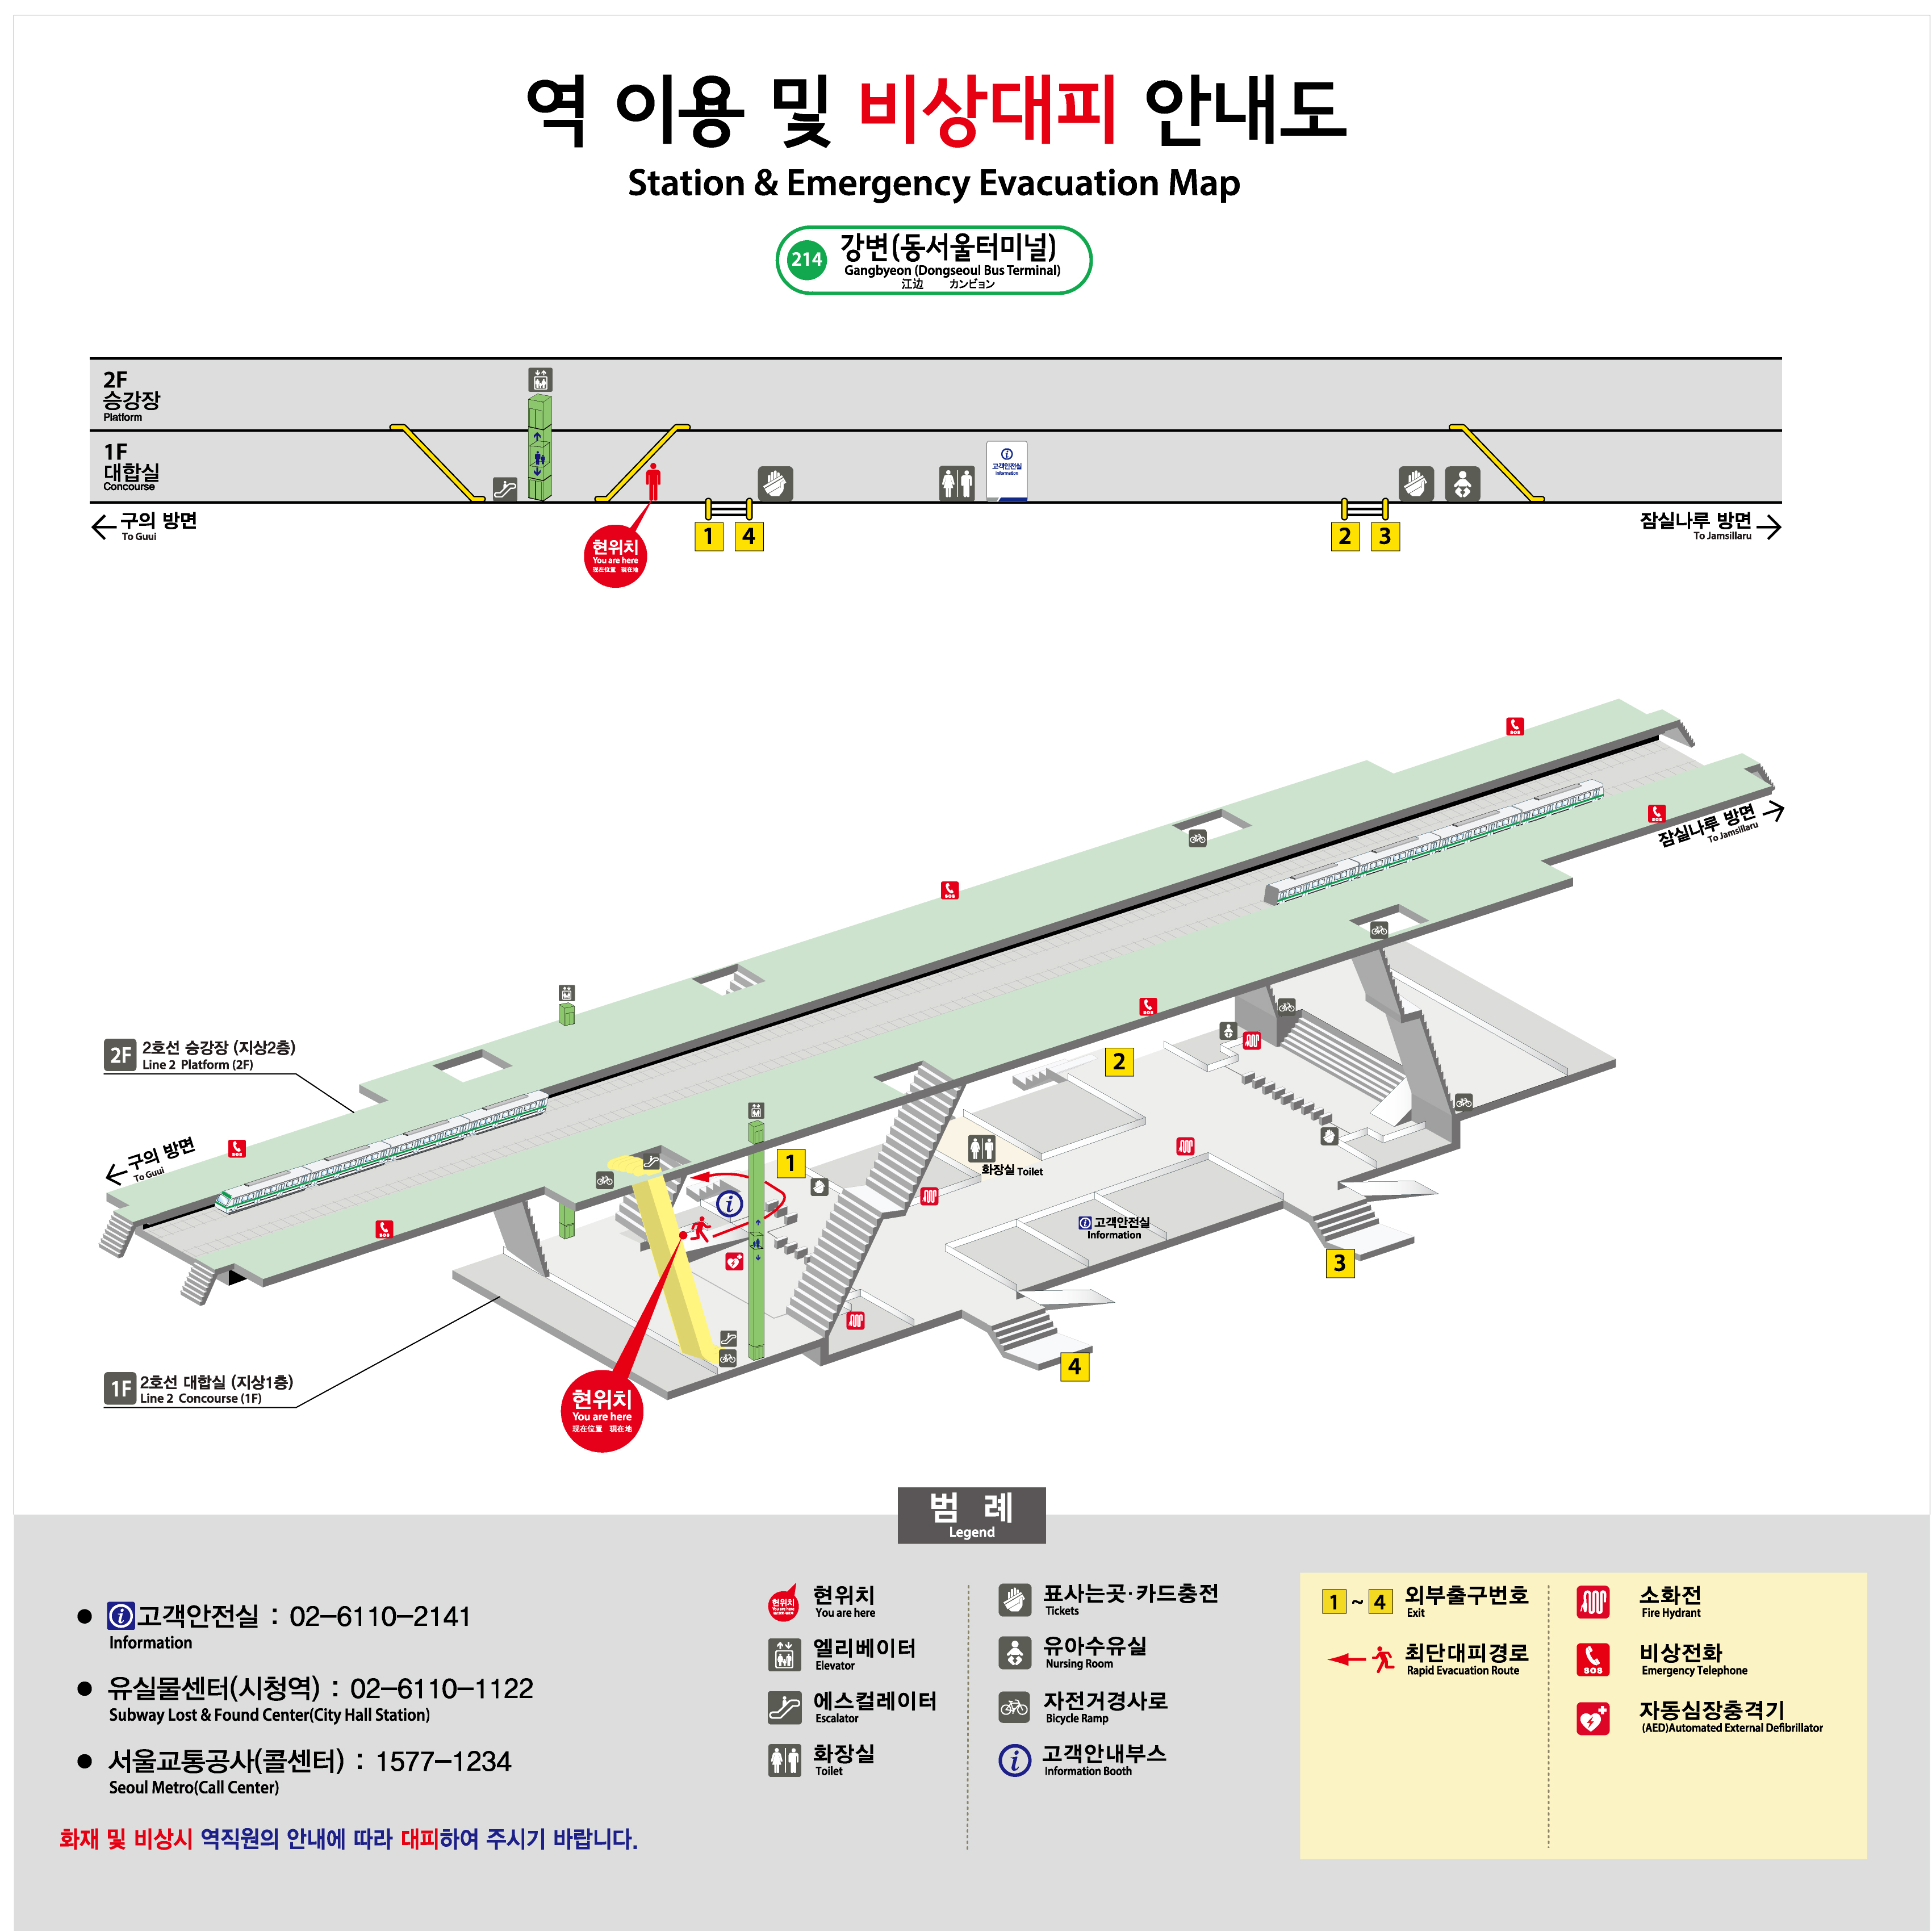 역 이용 및 비상대피 안내도
Station & Emergency Evacuation Map
214
강변(동서울터미널)
Gangbyeon (Dongseoul Bus Terminal)
江边 カンビョン
2F
승강장
Platform
1F
대합실
Concourse
고객안전실
Information
구의 방면
To Guui
현위치
You are here
现在位置 現在地
1
4
2
3
잠실나루 방면
To Jamsillaru
SOS
SOS
잠실나루 방면
To Jamsillaru
SOS
SOS
2F
2호선 승강장 (지상2층)
Line 2 Platform (2F)
2
구의 방면
To Guui
SOS
1
화장실 Toilet
SOS
고객안전실
Information
3
4
1F
2호선 대합실 (지상1층)
Line 2 Concourse (1F)
현위치
You are here
现在位置 現在地
범 례
Legend
고객안전실 : 02-6110-2141
Information
유실물센터(시청역) : 02-6110-1122
Subway Lost & Found Center(City Hall Station)
서울교통공사(콜센터) : 1577-1234
Seoul Metro(Call Center)
화재 및 비상시 역직원의 안내에 따라 대피하여 주시기 바랍니다.
현위치
You are here
현위치
You are here
엘리베이터
Elevator
에스컬레이터
Escalator
화장실
Toilet
표사는곳·카드충전
Tickets
유아수유실
Nursing Room
자전거경사로
Bicycle Ramp
고객안내부스
Information Booth
1 ~ 4 외부출구번호
Exit
최단대피경로
Rapid Evacuation Route
소화전
Fire Hydrant
SOS
비상전화
Emergency Telephone
자동심장충격기
(AED)Automated External Defibrillator